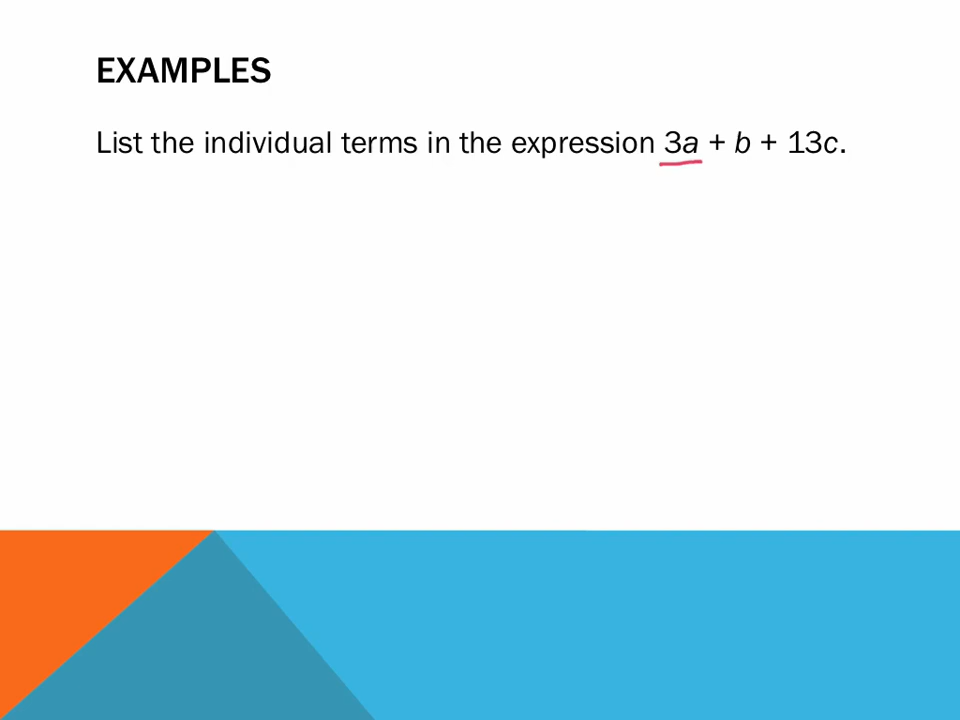 EXAMPLES
List the individual terms in the expression 3a + b + 13c.